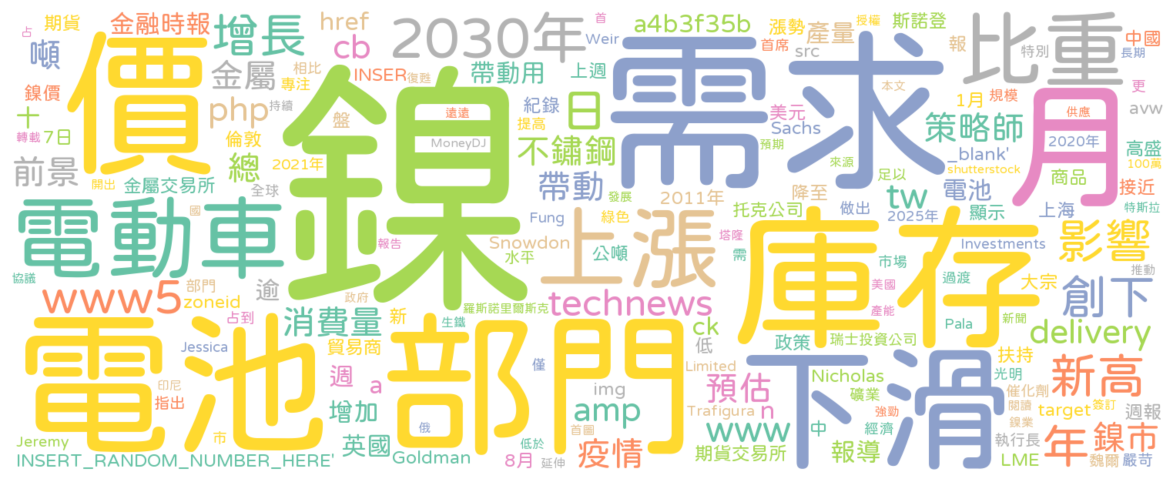 占
期貨
金融時報
增長
href
2030年
Weir
a4b3f35b
漲勢
產量
斯諾登
首
授權
比重
中國
噸
價
cb
INSER
復甦
帶動用
上週
需求
src
首席
報
特別
長期
鎳價
金屬
相比
專注
鎳
紀錄
日
美元
本文
1月
規模
更
十
php
持續
遠遠
提高
Sachs
策略師
月
供應
avw
轉載
7日
倫敦
盤
MoneyDJ
不鏽鋼
預期
_blank'
2020年
高盛
前景
開出
2021年
總
來源
shutterstock
100萬
金屬交易所
全球
帶動
發展
2011年
降至
tw
足以
電池
商品
接近
電動車
國
Fung
綠色
上漲
托克公司
做出
2025年
顯示
上海
特斯拉
協議
報告
Snowdon
水平
公噸
塔隆
需
庫存
市場
Investments
過渡
影響
推動
www5
部門
zoneid
逾
政府
羅斯諾里爾斯克
technews
美國
產能
大宗
創下
占到
消費量
新
生鐵
ck
政策
瑞士投資公司
Pala
新聞
delivery
電池
Jessica
貿易商
部門
低
下滑
扶持
光明
新高
印尼
指出
週
a
僅
img
Limited
預估
n
Nicholas
礦業
催化劑
閱讀
target
簽訂
週報
市
增加
俄
首圖
amp
Trafigura
www
強勤
鎳業
Jeremy
英國
Goldman
低於
疫情
報導
中
經濟
執行長
年
鎳市
INSERT_RANDOM_NUMBER_HERE'
8月
延伸
期貨交易所
LME
魏爾
嚴苛